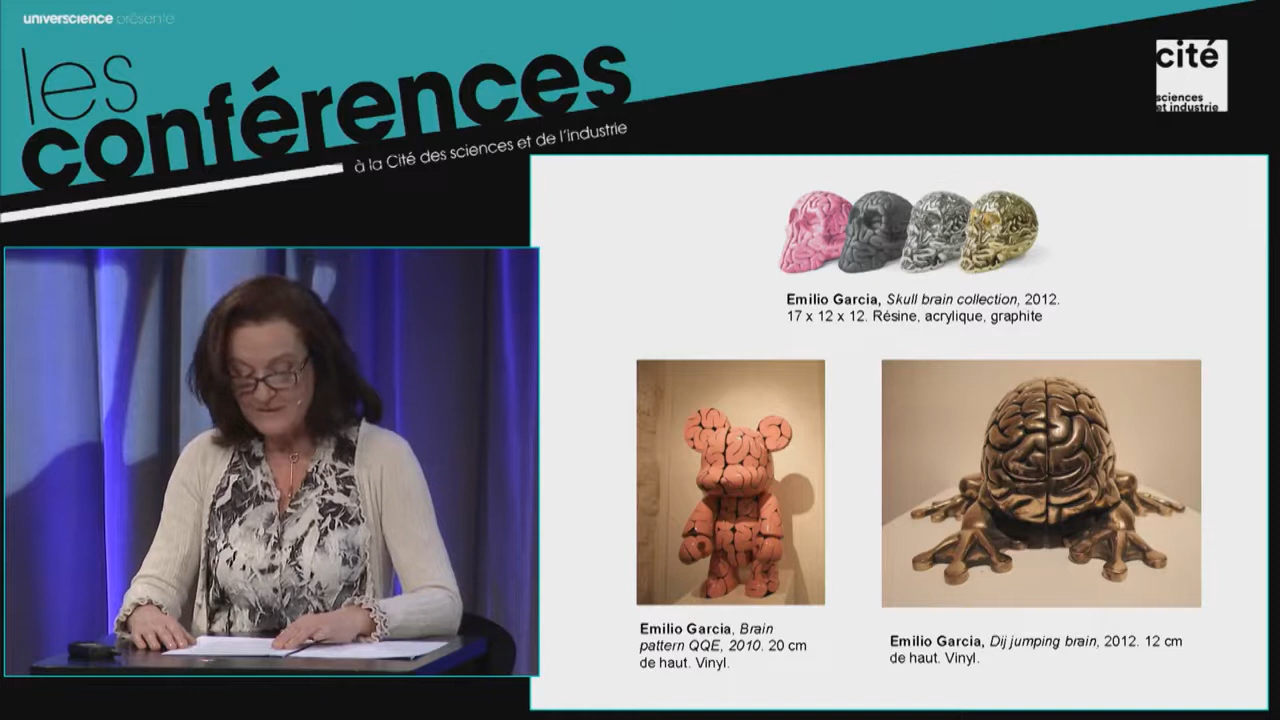 universcience présente
les
conférences
à la Cité des sciences et de l'industrie
cité
sciences
et industrie
Emilio Garcia, Skull brain collection, 2012.
17 x 12 x 12. Résine, acrylique, graphite
Emilio Garcia, Brain
pattern QQE, 2010. 20 cm
de haut. Vinyl.
Emilio Garcia, Dij jumping brain, 2012. 12 cm
de haut. Vinyl.